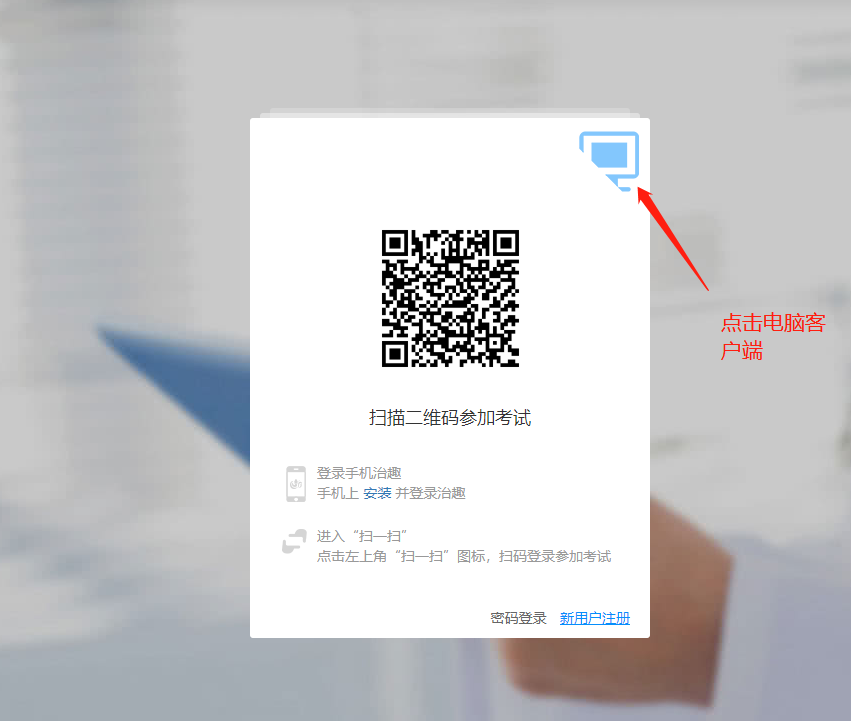 点击电脑客
户端
扫描二维码参加考试
登录手机治趣
手机上 安装 并登录治趣
进入“扫一扫”
点击左上角“扫一扫”图标，扫码登录参加考试
密码登录 新用户注册